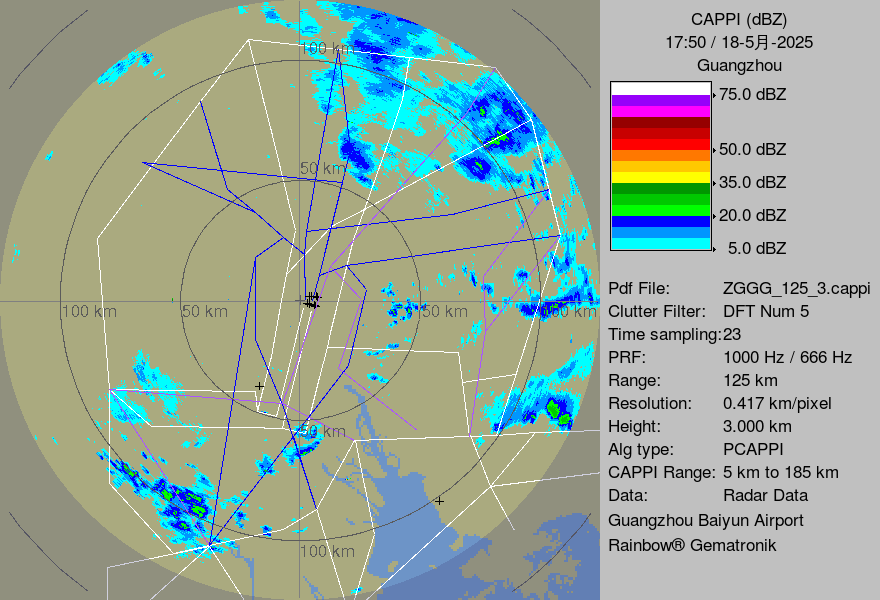 CAPPI (dBZ)
17:50 / 18-5月-2025
Guangzhou
75.0 dBZ
50.0 dBZ
35.0 dBZ
20.0 dBZ
5.0 dBZ
Pdf File: ZGGG_125_3.cappi
Clutter Filter: DFT Num 5
Time sampling:23
PRF: 1000 Hz / 666 Hz
Range: 125 km
Resolution: 0.417 km/pixel
Height: 3.000 km
Alg type: PCAPPI
CAPPI Range: 5 km to 185 km
Data: Radar Data
Guangzhou Baiyun Airport
Rainbow® Gematronik
100 km
50 km
100 km
50 km
50 km
100 km
50 km
100 km